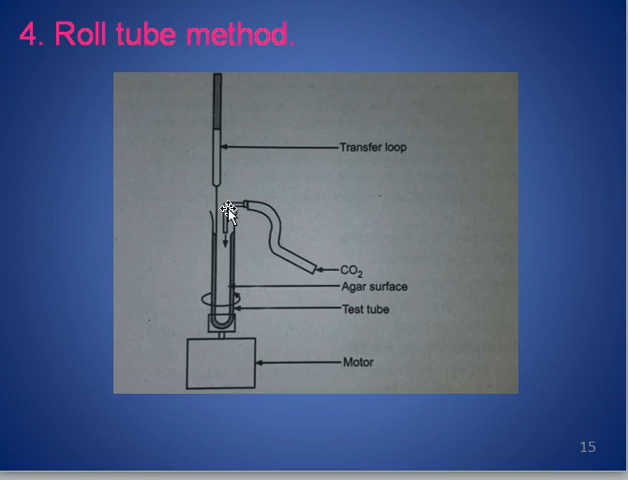 4. Roll tube method.
Transfer loop
CO₂
Agar surface
Test tube
Motor
15